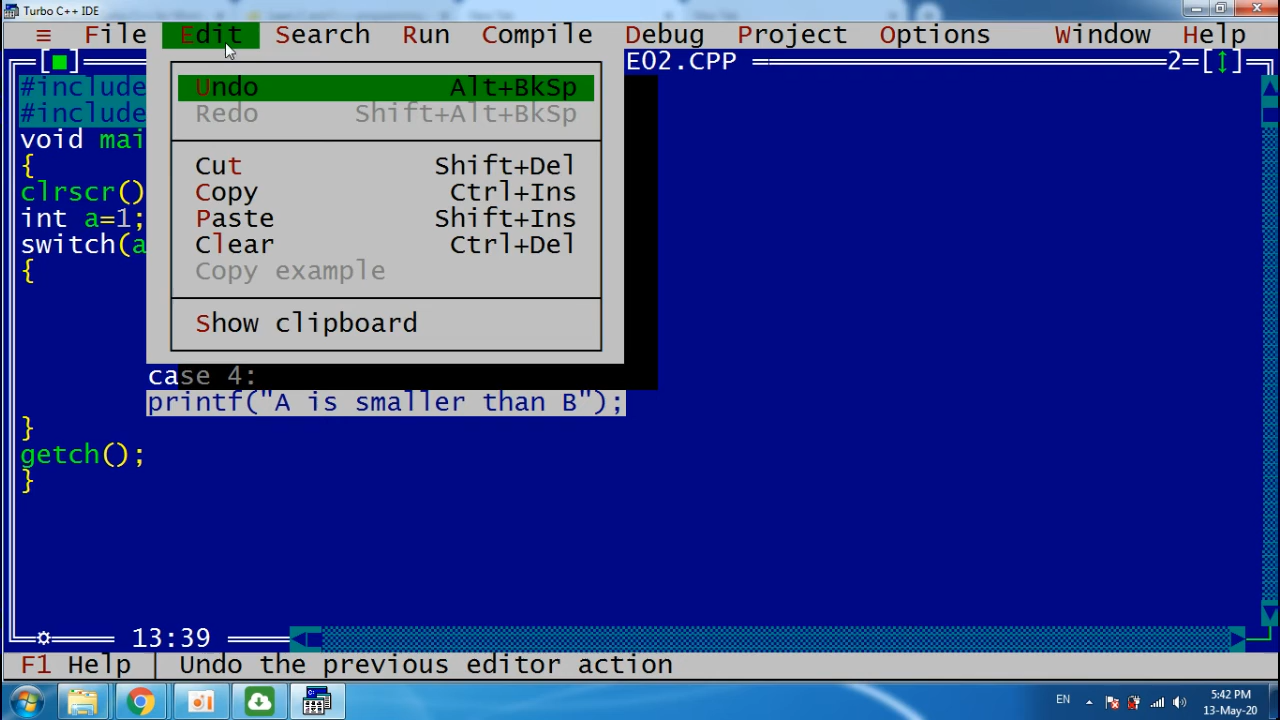 Turbo C++ IDE
≡ File Edit Search Run Compile Debug Project Options Window Help
E02.CPP 2=[↕]
#include
#include
void mai
{
clrscr()
int a=1;
switch(a
{
Undo Alt+BkSp
Redo Shift+Alt+BkSp
Cut Shift+Del
Copy Ctrl+Ins
Paste Shift+Ins
Clear Ctrl+Del
Copy example
Show clipboard
case 4:
printf("A is smaller than B");
}
getch();
}
13:39
F1 Help | Undo the previous editor action
EN
5:42 PM
13-May-20